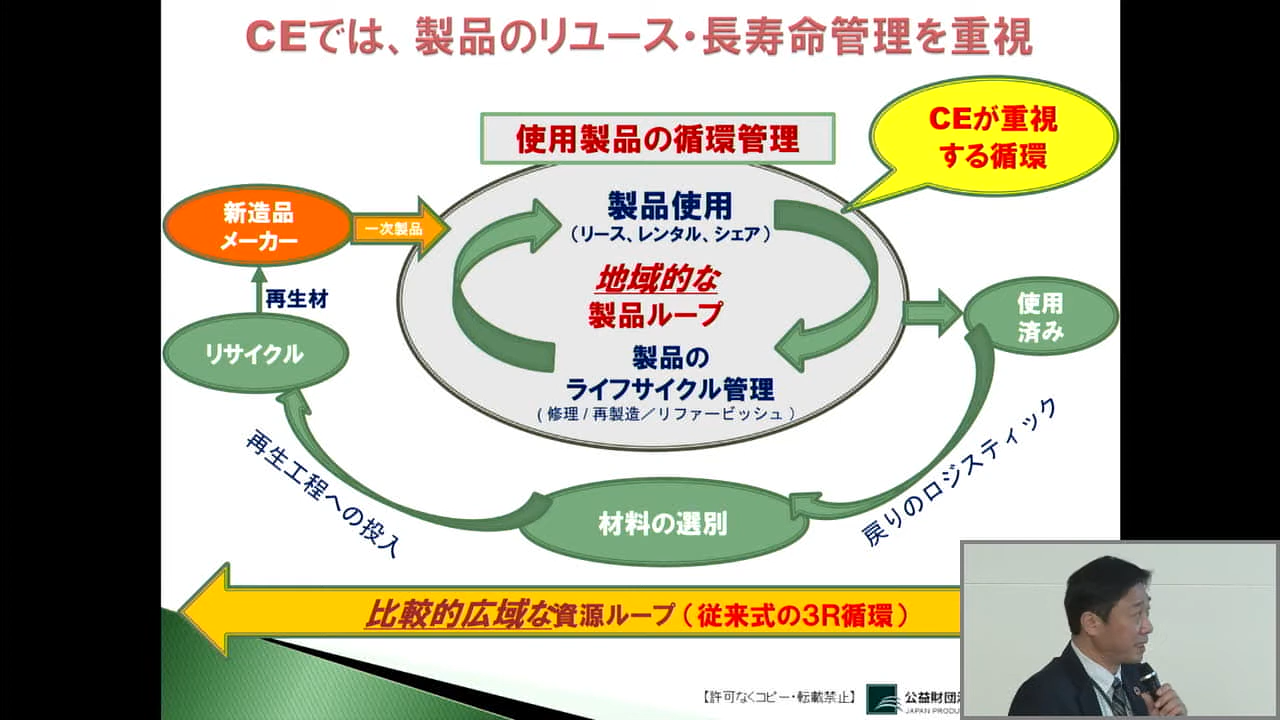 CEでは、製品のリユース・長寿命管理を重視
使用製品の循環管理
CEが重視
する循環
新造品
メーカー
一次製品
製品使用
（リース、レンタル、シェア）
地域的な
製品ループ
製品の
ライフサイクル管理
( 修理 / 再製造／リファービッシュ )
再生材
リサイクル
使用
済み
再生工程への投入
材料の選別
戻りのロジスティック
比較的広域な資源ループ（従来式の3R循環）
【許可なくコピー・転載禁止】
公益財団
JAPAN PRODU